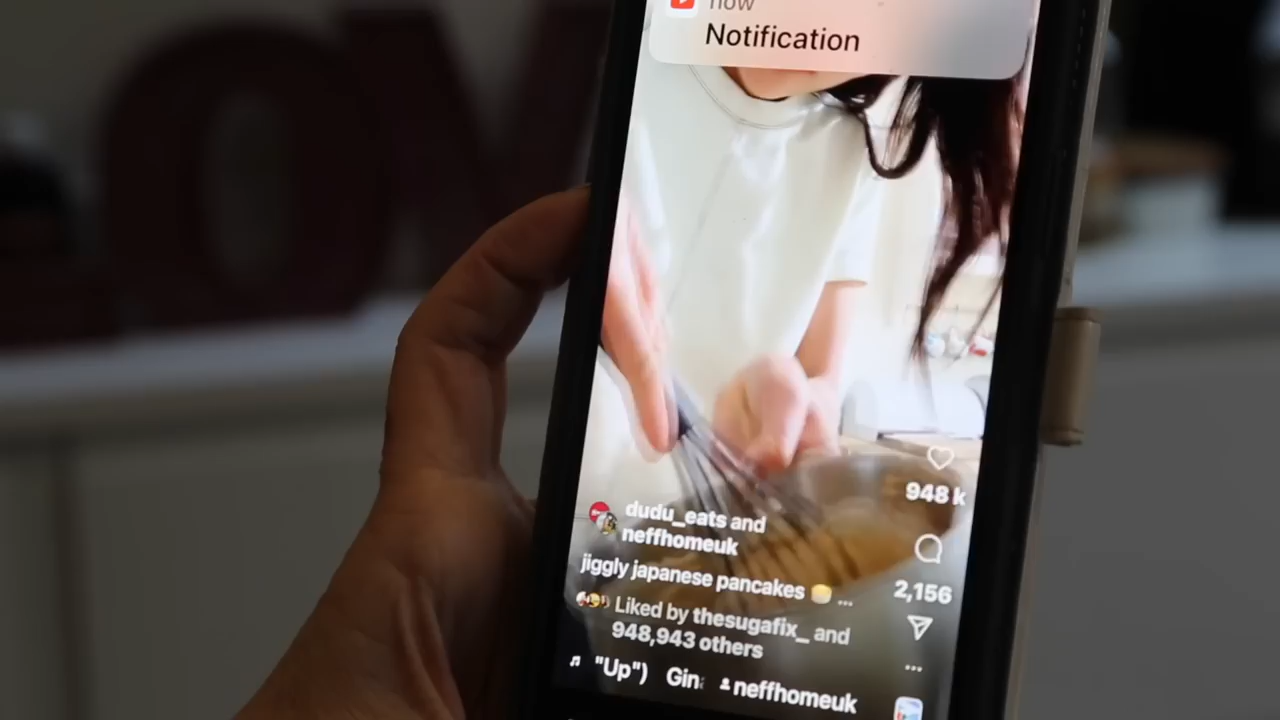 now
Notification
948 k
dudu_eats and
neffhomeuk
jiggly japanese pancakes ...
2,156
Liked by thesugafix_ and
948,943 others
"Up") Gin
neffhomeuk